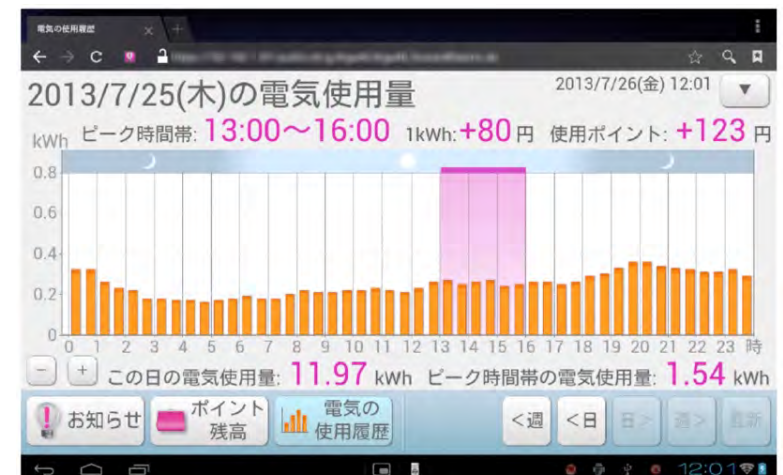 電気の使用履歴
2013/7/25(木)の電気使用量
2013/7/26(金) 12:01
kWh ピーク時間帯: 13:00〜16:00 1kWh:+80 円 使用ポイント: +123 円
0.8
0.6
0.4
0.2
0
0 1 2 3 4 5 6 7 8 9 10 11 12 13 14 15 16 17 18 19 20 21 22 23 時
この日の電気使用量: 11.97 kWh ピーク時間帯の電気使用量: 1.54 kWh
お知らせ
ポイント
残高
電気の
使用履歴
<週
<日
日>
週>
最新
12:01